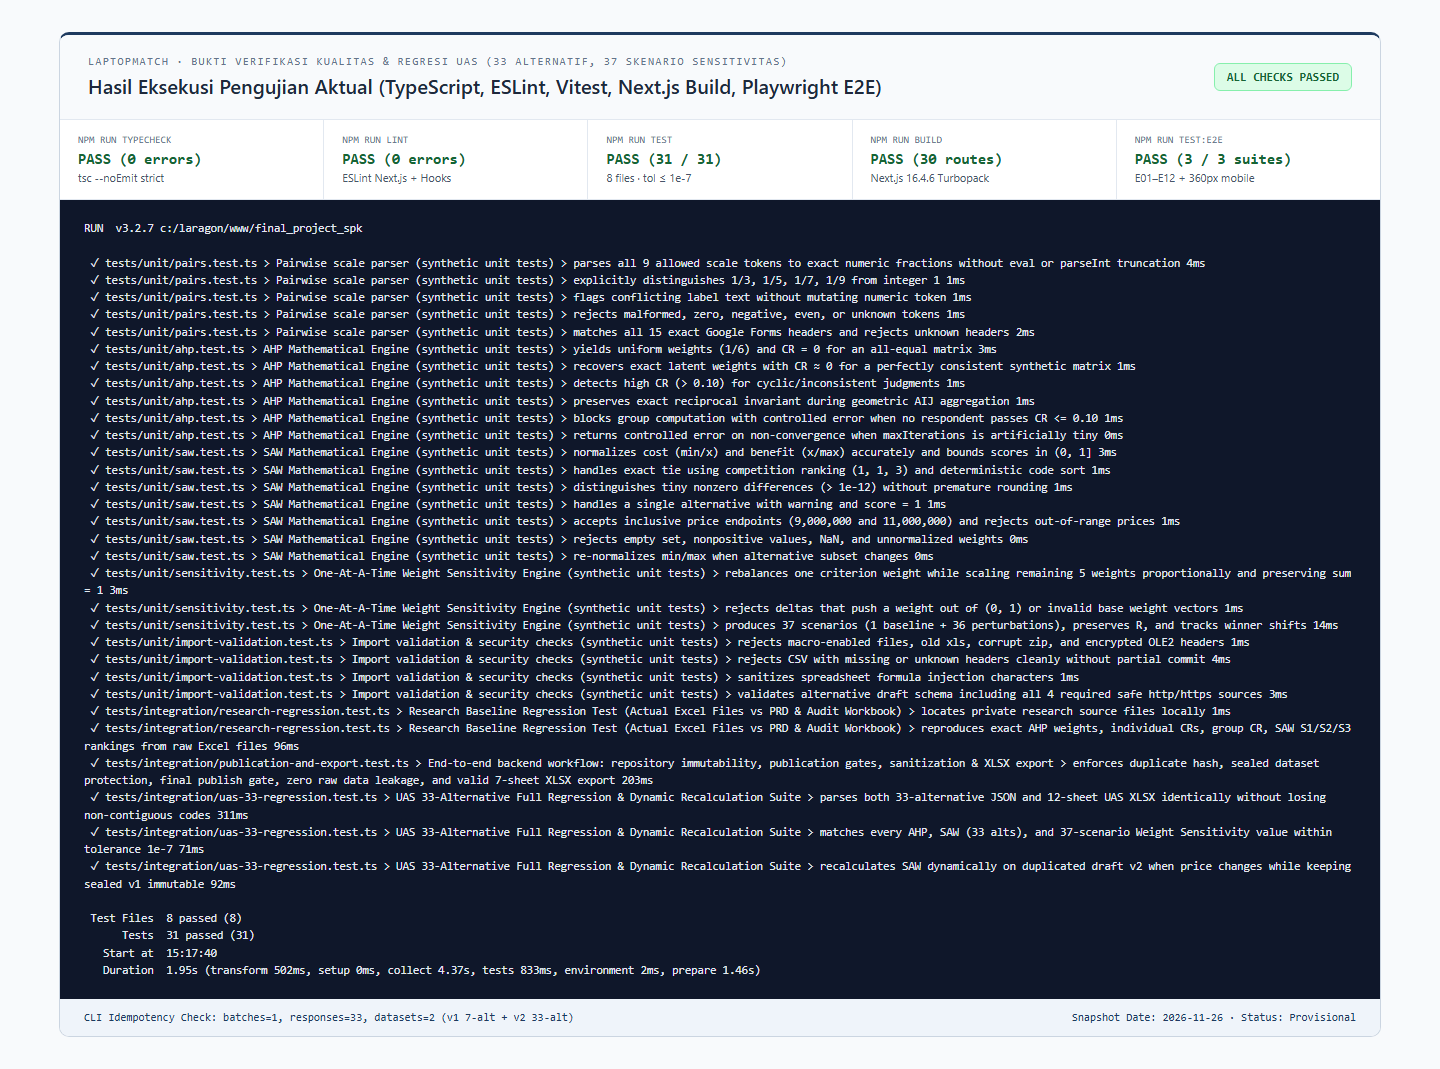 LAPTOPMATCH · BUKTI VERIFIKASI KUALITAS & REGRESI UAS (33 ALTERNATIF, 37 SKENARIO SENSITIVITAS)
Hasil Eksekusi Pengujian Aktual (TypeScript, ESLint, Vitest, Next.js Build, Playwright E2E)
ALL CHECKS PASSED
NPM RUN TYPECHECK
PASS (0 errors)
tsc --noEmit strict
NPM RUN LINT
PASS (0 errors)
ESLint Next.js + Hooks
NPM RUN TEST
PASS (31 / 31)
8 files · tol ≤ 1e-7
NPM RUN BUILD
PASS (30 routes)
Next.js 16.4.6 Turbopack
NPM RUN TEST:E2E
PASS (3 / 3 suites)
E01–E12 + 360px mobile
RUN  v3.2.7 c:/laragon/www/final_project_spk
✓ tests/unit/pairs.test.ts > Pairwise scale parser (synthetic unit tests) > parses all 9 allowed scale tokens to exact numeric fractions without eval or parseInt truncation 4ms
✓ tests/unit/pairs.test.ts > Pairwise scale parser (synthetic unit tests) > explicitly distinguishes 1/3, 1/5, 1/7, 1/9 from integer 1 1ms
✓ tests/unit/pairs.test.ts > Pairwise scale parser (synthetic unit tests) > flags conflicting label text without mutating numeric token 1ms
✓ tests/unit/pairs.test.ts > Pairwise scale parser (synthetic unit tests) > rejects malformed, zero, negative, even, or unknown tokens 1ms
✓ tests/unit/pairs.test.ts > Pairwise scale parser (synthetic unit tests) > matches all 15 exact Google Forms headers and rejects unknown headers 2ms
✓ tests/unit/ahp.test.ts > AHP Mathematical Engine (synthetic unit tests) > yields uniform weights (1/6) and CR = 0 for an all-equal matrix 3ms
✓ tests/unit/ahp.test.ts > AHP Mathematical Engine (synthetic unit tests) > recovers exact latent weights with CR ≈ 0 for a perfectly consistent synthetic matrix 1ms
✓ tests/unit/ahp.test.ts > AHP Mathematical Engine (synthetic unit tests) > detects high CR (> 0.10) for cyclic/inconsistent judgments 1ms
✓ tests/unit/ahp.test.ts > AHP Mathematical Engine (synthetic unit tests) > preserves exact reciprocal invariant during geometric AIJ aggregation 1ms
✓ tests/unit/ahp.test.ts > AHP Mathematical Engine (synthetic unit tests) > blocks group computation with controlled error when no respondent passes CR <= 0.10 1ms
✓ tests/unit/ahp.test.ts > AHP Mathematical Engine (synthetic unit tests) > returns controlled error on non-convergence when maxIterations is artificially tiny 0ms
✓ tests/unit/saw.test.ts > SAW Mathematical Engine (synthetic unit tests) > normalizes cost (min/x) and benefit (x/max) accurately and bounds scores in (0, 1] 3ms
✓ tests/unit/saw.test.ts > SAW Mathematical Engine (synthetic unit tests) > handles exact tie using competition ranking (1, 1, 3) and deterministic code sort 1ms
✓ tests/unit/saw.test.ts > SAW Mathematical Engine (synthetic unit tests) > distinguishes tiny nonzero differences (> 1e-12) without premature rounding 1ms
✓ tests/unit/saw.test.ts > SAW Mathematical Engine (synthetic unit tests) > handles a single alternative with warning and score = 1 1ms
✓ tests/unit/saw.test.ts > SAW Mathematical Engine (synthetic unit tests) > accepts inclusive price endpoints (9,000,000 and 11,000,000) and rejects out-of-range prices 1ms
✓ tests/unit/saw.test.ts > SAW Mathematical Engine (synthetic unit tests) > rejects empty set, nonpositive values, NaN, and unnormalized weights 0ms
✓ tests/unit/saw.test.ts > SAW Mathematical Engine (synthetic unit tests) > re-normalizes min/max when alternative subset changes 0ms
✓ tests/unit/sensitivity.test.ts > One-At-A-Time Weight Sensitivity Engine (synthetic unit tests) > rebalances one criterion weight while scaling remaining 5 weights proportionally and preserving sum
= 1 3ms
✓ tests/unit/sensitivity.test.ts > One-At-A-Time Weight Sensitivity Engine (synthetic unit tests) > rejects deltas that push a weight out of (0, 1) or invalid base weight vectors 1ms
✓ tests/unit/sensitivity.test.ts > One-At-A-Time Weight Sensitivity Engine (synthetic unit tests) > produces 37 scenarios (1 baseline + 36 perturbations), preserves R, and tracks winner shifts 14ms
✓ tests/unit/import-validation.test.ts > Import validation & security checks (synthetic unit tests) > rejects macro-enabled files, old xls, corrupt zip, and encrypted OLE2 headers 1ms
✓ tests/unit/import-validation.test.ts > Import validation & security checks (synthetic unit tests) > rejects CSV with missing or unknown headers cleanly without partial commit 4ms
✓ tests/unit/import-validation.test.ts > Import validation & security checks (synthetic unit tests) > sanitizes spreadsheet formula injection characters 1ms
✓ tests/unit/import-validation.test.ts > Import validation & security checks (synthetic unit tests) > validates alternative draft schema including all 4 required safe http/https sources 3ms
✓ tests/integration/research-regression.test.ts > Research Baseline Regression Test (Actual Excel Files vs PRD & Audit Workbook) > locates private research source files locally 1ms
✓ tests/integration/research-regression.test.ts > Research Baseline Regression Test (Actual Excel Files vs PRD & Audit Workbook) > reproduces exact AHP weights, individual CRs, group CR, SAW S1/S2/S3
rankings from raw Excel files 96ms
✓ tests/integration/publication-and-export.test.ts > End-to-end backend workflow: repository immutability, publication gates, sanitization & XLSX export > enforces duplicate hash, sealed dataset
protection, final publish gate, zero raw data leakage, and valid 7-sheet XLSX export 203ms
✓ tests/integration/uas-33-regression.test.ts > UAS 33-Alternative Full Regression & Dynamic Recalculation Suite > parses both 33-alternative JSON and 12-sheet UAS XLSX identically without losing
non-contiguous codes 311ms
✓ tests/integration/uas-33-regression.test.ts > UAS 33-Alternative Full Regression & Dynamic Recalculation Suite > matches every AHP, SAW (33 alts), and 37-scenario Weight Sensitivity value within
tolerance 1e-7 71ms
✓ tests/integration/uas-33-regression.test.ts > UAS 33-Alternative Full Regression & Dynamic Recalculation Suite > recalculates SAW dynamically on duplicated draft v2 when price changes while keeping
sealed v1 immutable 92ms
Test Files  8 passed (8)
Tests  31 passed (31)
Start at  15:17:40
Duration  1.95s (transform 502ms, setup 0ms, collect 4.37s, tests 833ms, environment 2ms, prepare 1.46s)
CLI Idempotency Check: batches=1, responses=33, datasets=2 (v1 7-alt + v2 33-alt)
Snapshot Date: 2026-11-26 · Status: Provisional